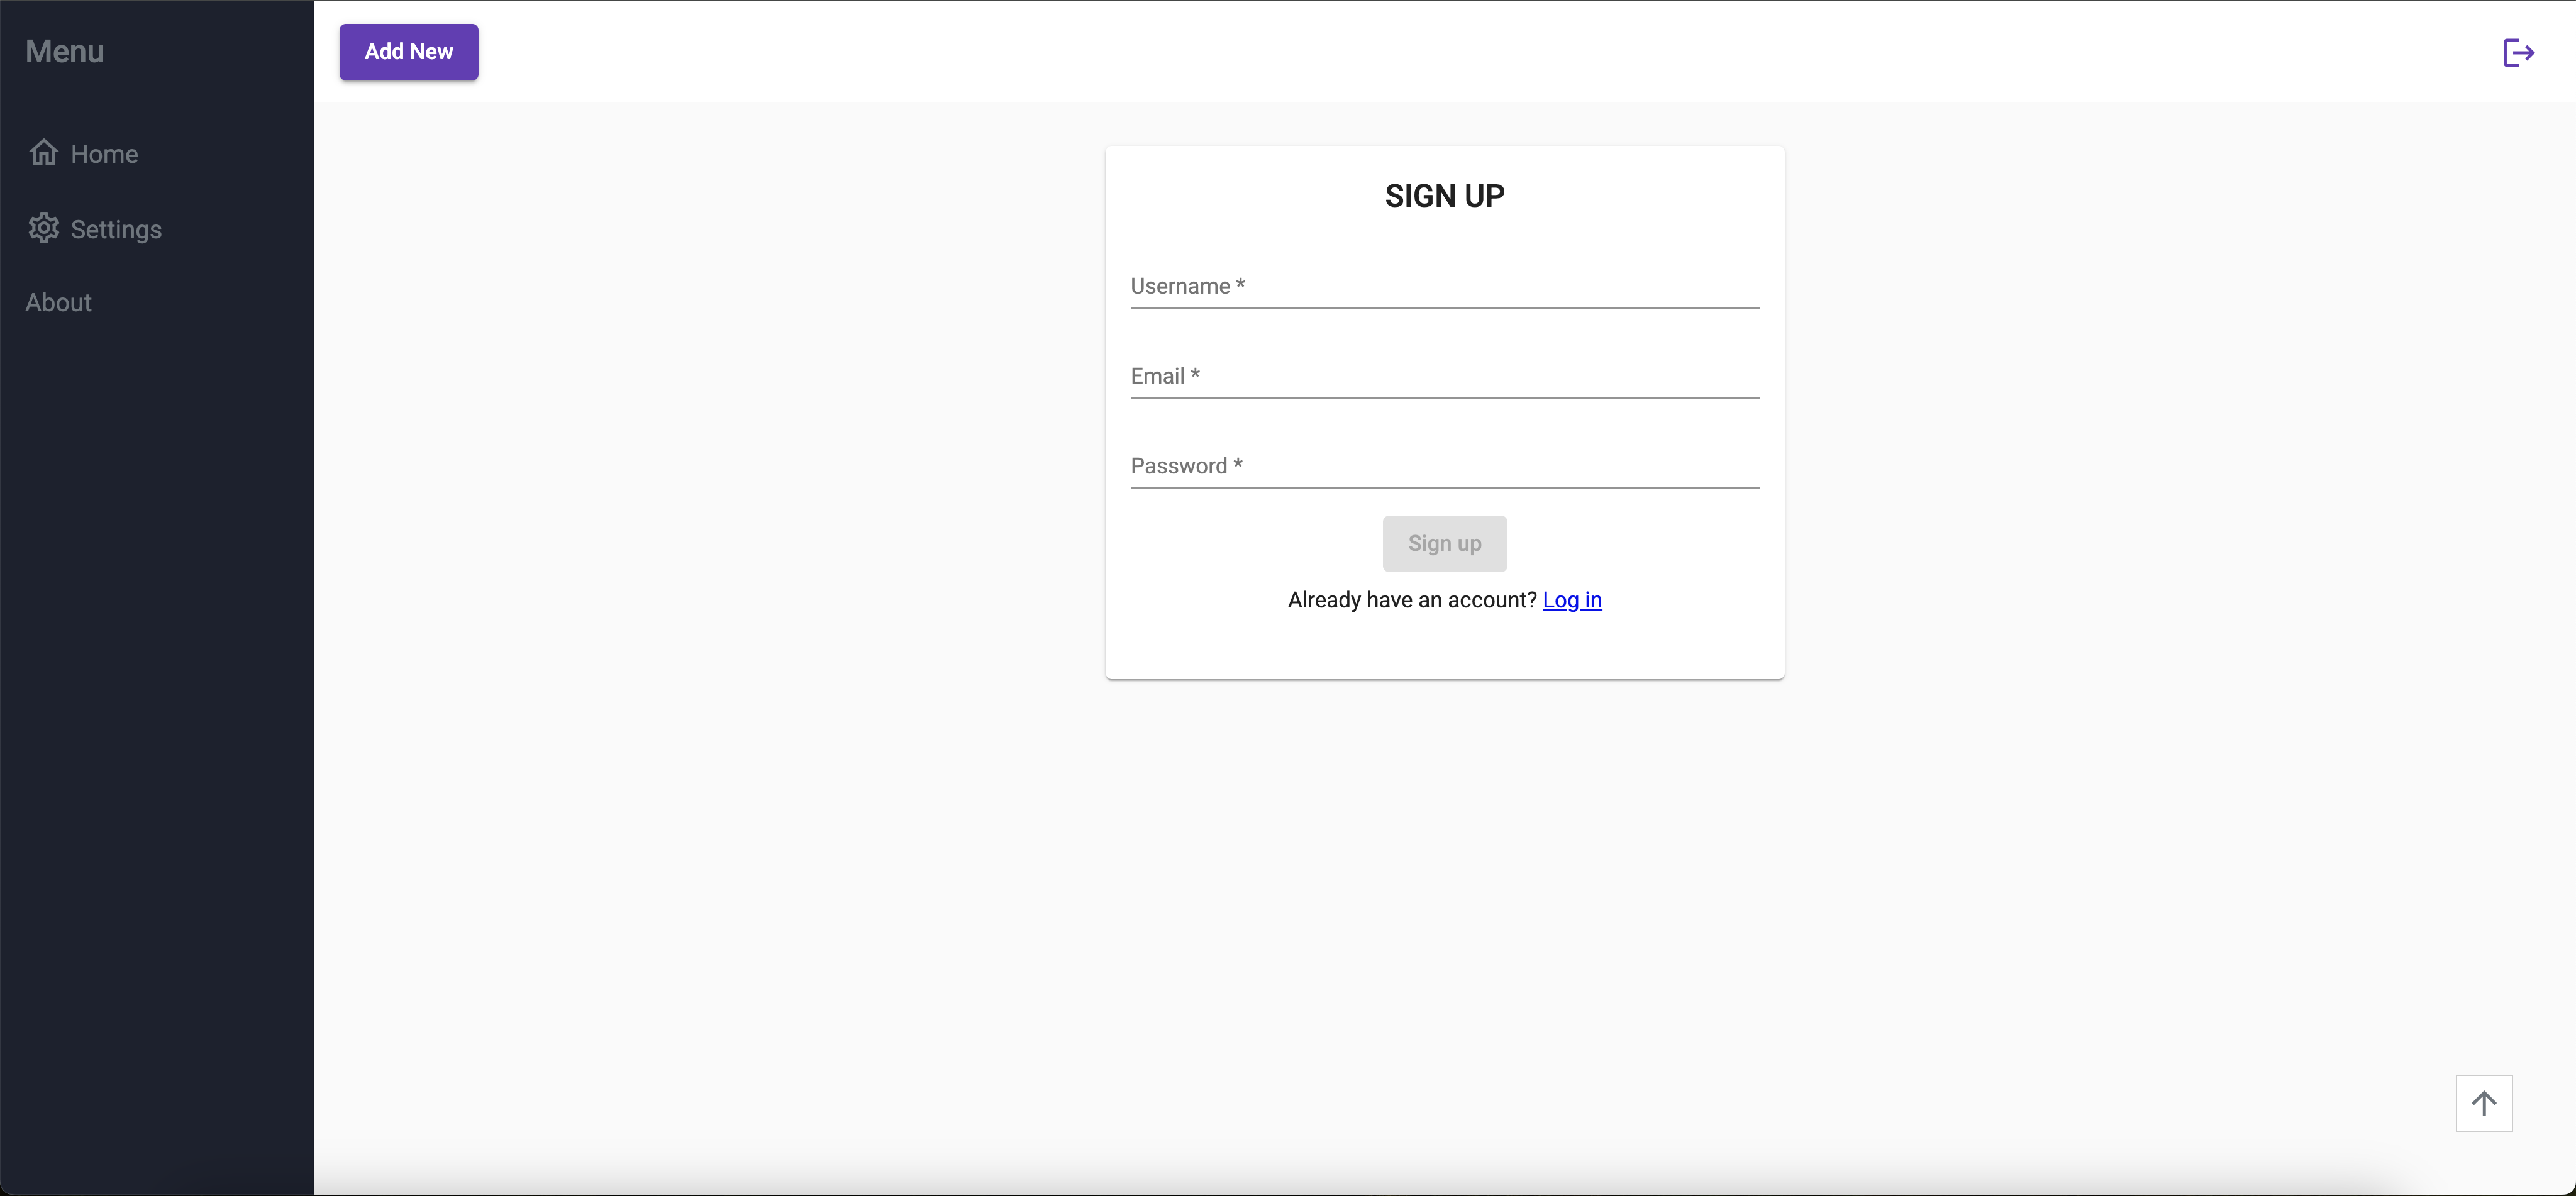 Menu
Home
Settings
About
Add New
SIGN UP
Username *
Email *
Password *
Sign up
Already have an account? Log in